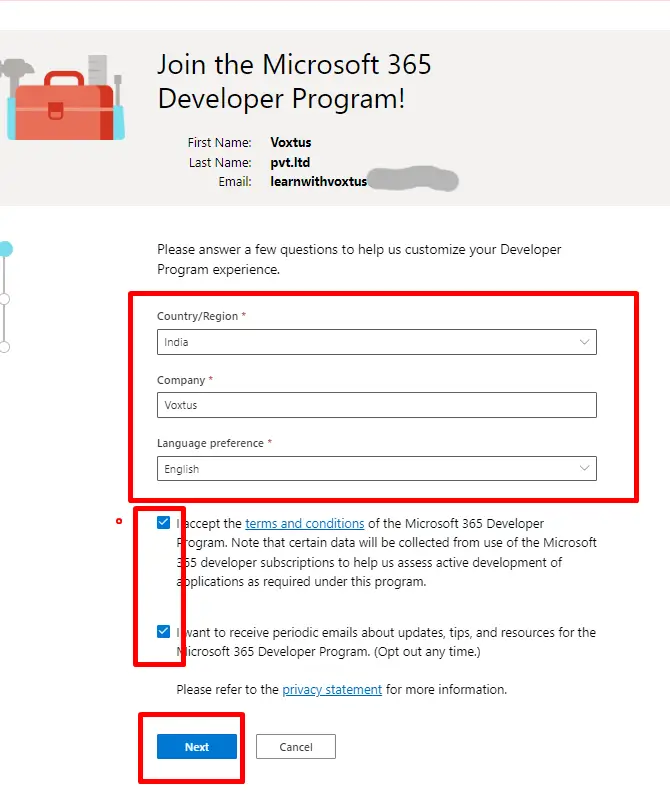 Join the Microsoft 365
Developer Program!
First Name: Voxtus
Last Name: pvt.ltd
Email: learnwithvoxtus
Please answer a few questions to help us customize your Developer
Program experience.
Country/Region *
India
Company *
Voxtus
Language preference *
English
I accept the terms and conditions of the Microsoft 365 Developer
Program. Note that certain data will be collected from use of the Microsoft
365 developer subscriptions to help us assess active development of
applications as required under this program.
I want to receive periodic emails about updates, tips, and resources for the
Microsoft 365 Developer Program. (Opt out any time.)
Please refer to the privacy statement for more information.
Next Cancel